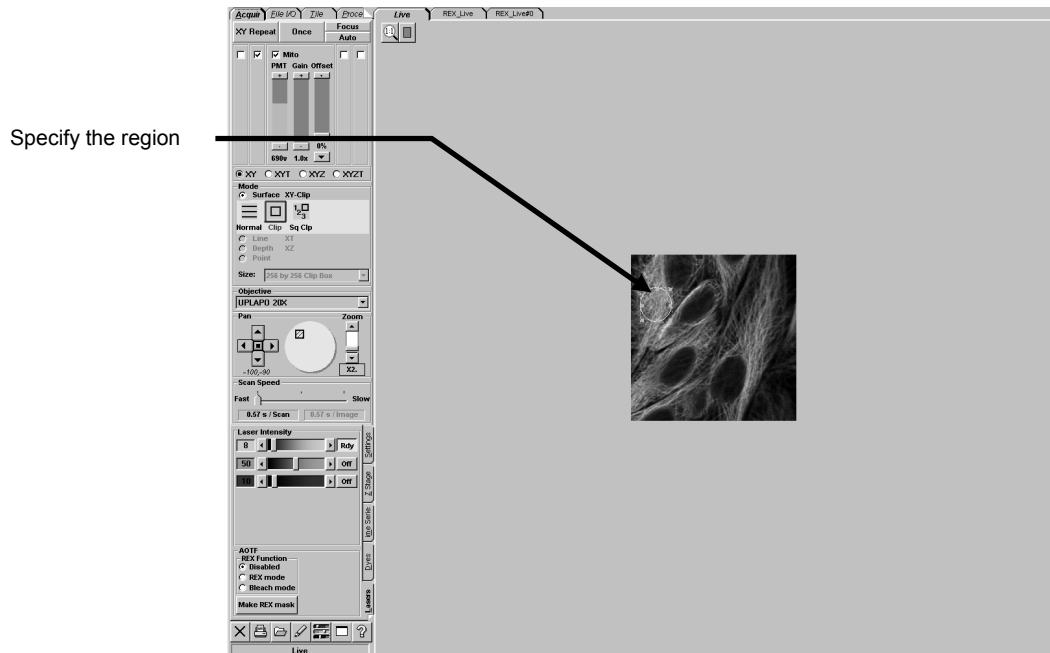 Acquir File I/O Tile Proce Live REX_Live REX_Live#0
XY Repeat Once Focus
Auto
1:1
Mito
PMT Gain Offset
+ + -
- - 0%
690v 1.0x
XY XYT XYZ XYZT
Specify the region
Mode
Surface XY-Clip
Normal Clip Sq Clp
Line XT
Depth XZ
Point
Size: 256 by 256 Clip Box
Objective
UPLAPO 20X
Pan Zoom
-100,-90 X2.
Scan Speed
Fast Slow
0.57 s / Scan 0.57 s / Image
Laser Intensity
8 Rdy
50 Off
10 Off
Settings
Z Stage
ime Serie
Dyes
Lasers
AOTF
REX Function
Disabled
REX mode
Bleach mode
Make REX mask
Live